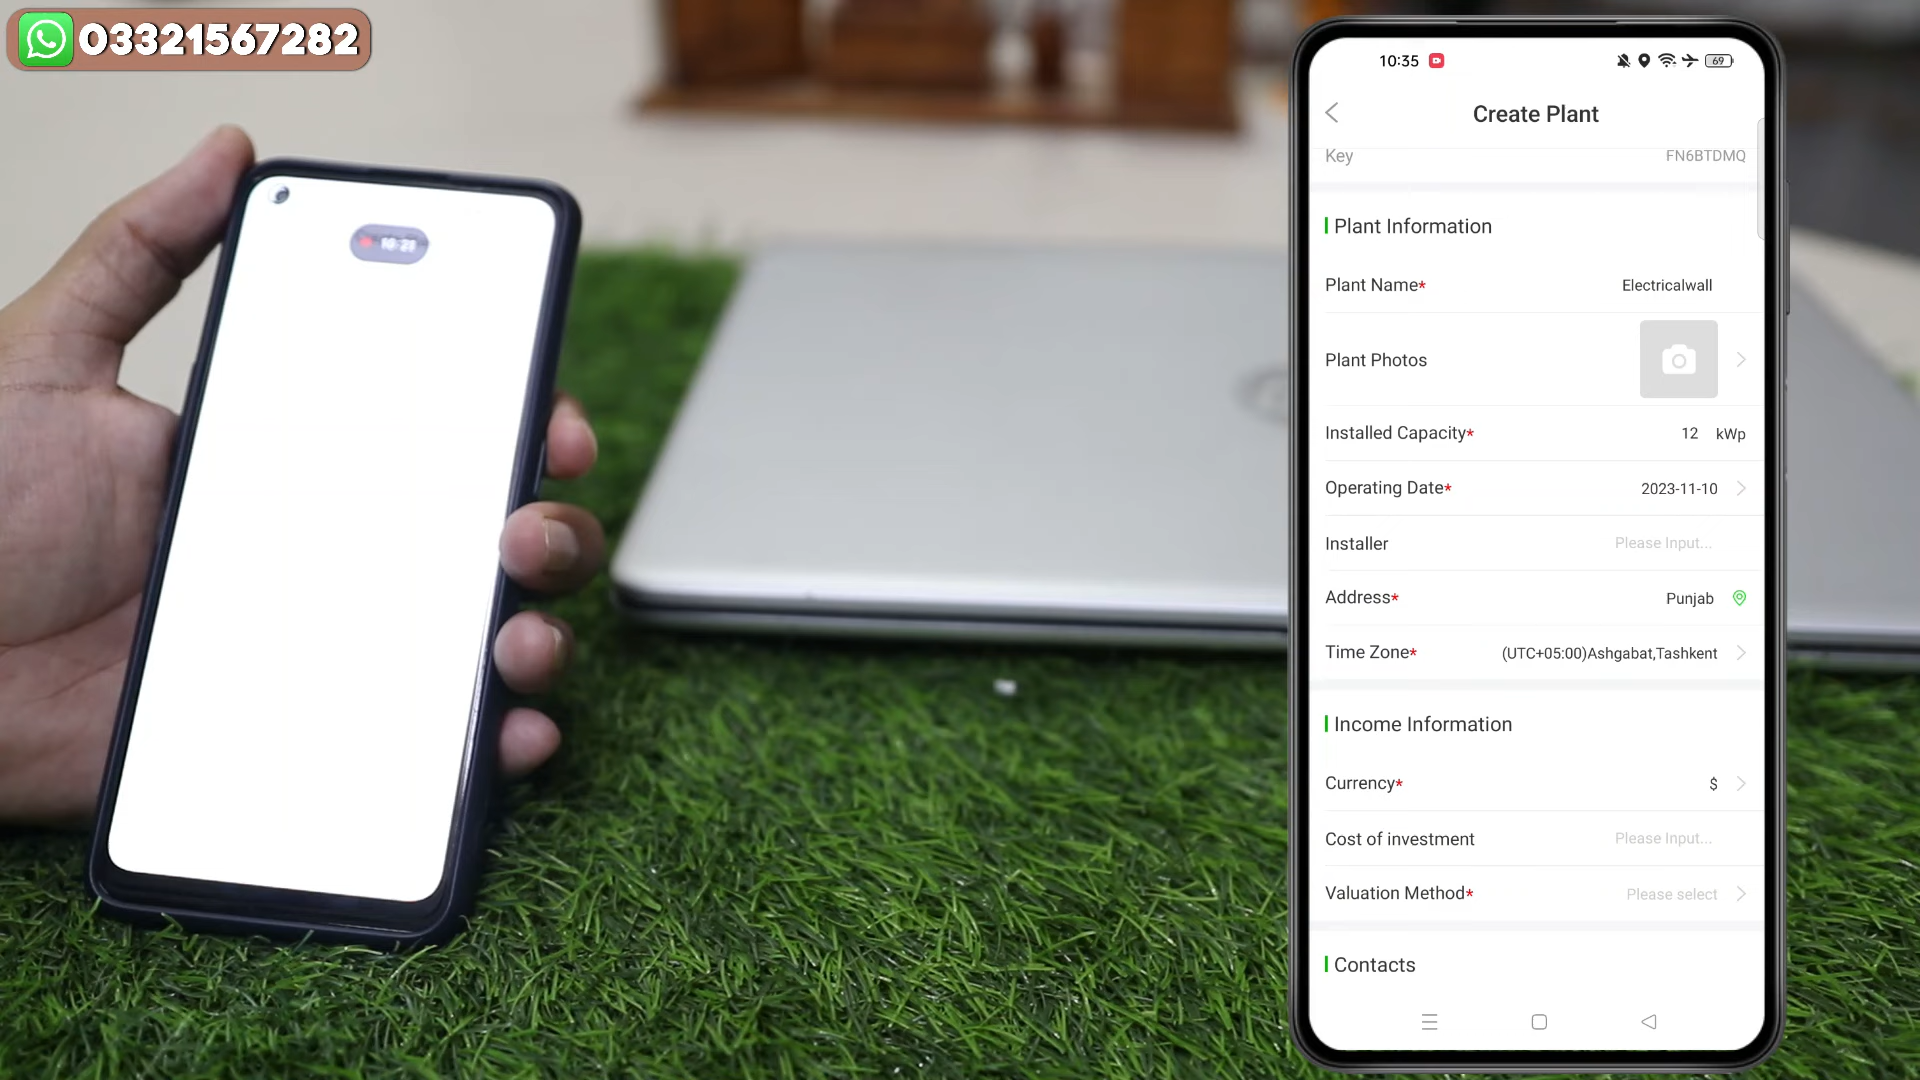 03321567282
10:35
69
Create Plant
Key FN6BTDMQ
Plant Information
Plant Name* Electricalwall
Plant Photos
Installed Capacity* 12 kWp
Operating Date* 2023-11-10
Installer Please Input...
Address* Punjab
Time Zone* (UTC+05:00)Ashgabat,Tashkent
Income Information
Currency* $
Cost of investment Please Input...
Valuation Method* Please select
Contacts